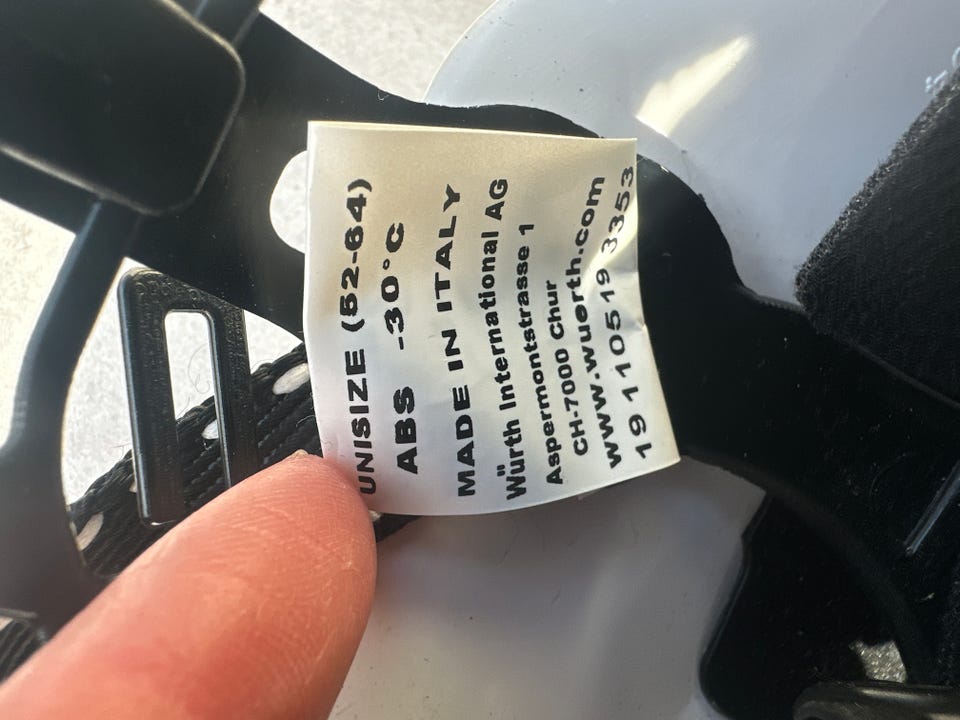 UNISIZE (52-64)
ABS -30°C
MADE IN ITALY
Würth International AG
Aspermontstrasse 1
CH-7000 Chur
www.wuerth.com
19110519 3353